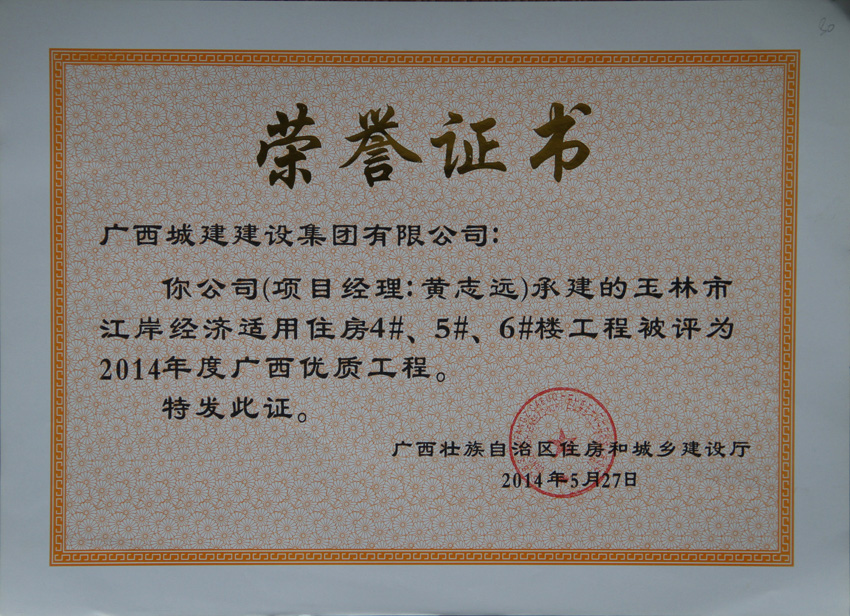 荣誉证书
广西城建建设集团有限公司:
你公司(项目经理:黄志远)承建的玉林市
江岸经济适用住房4#、5#、6#楼工程被评为
2014年度广西优质工程。
特发此证。
广西壮族自治区住房和城乡建设厅
2014年5月27日